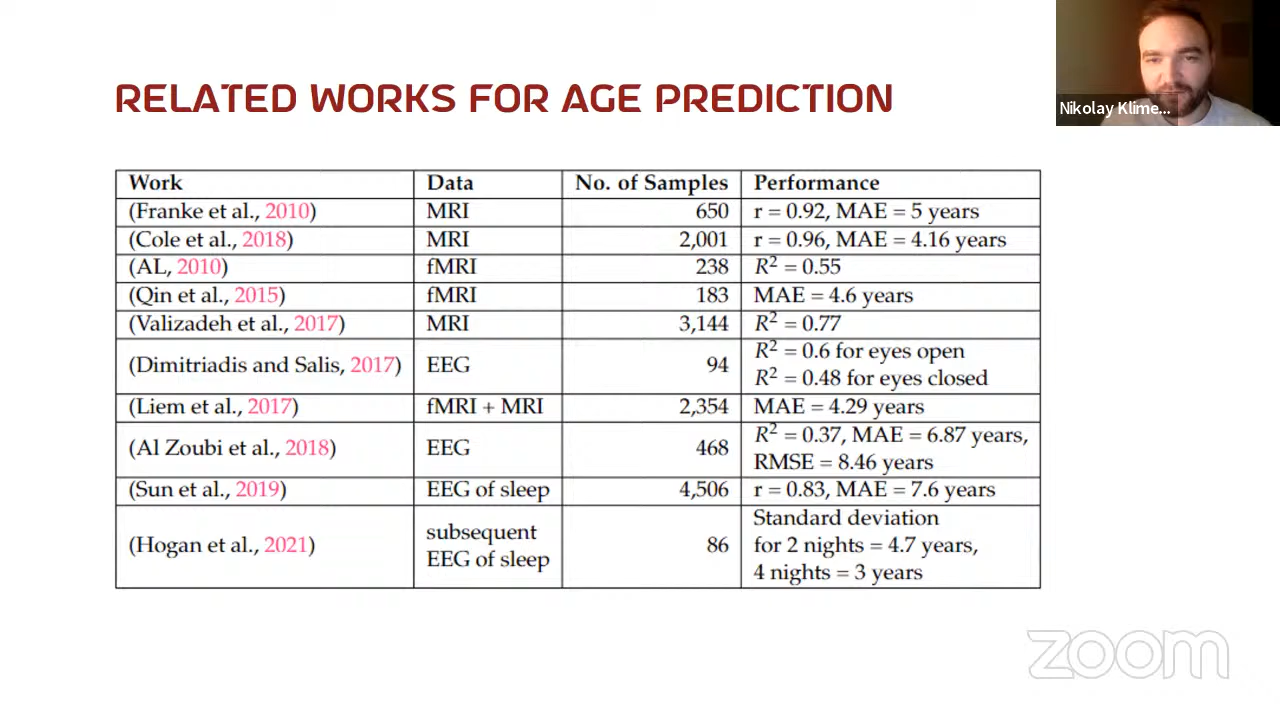 RELATED WORKS FOR AGE PREDICTION
Nikolay Klime...
Work Data No. of Samples Performance
(Franke et al., 2010) MRI 650 r = 0.92, MAE = 5 years
(Cole et al., 2018) MRI 2,001 r = 0.96, MAE = 4.16 years
(AL, 2010) fMRI 238 R² = 0.55
(Qin et al., 2015) fMRI 183 MAE = 4.6 years
(Valizadeh et al., 2017) MRI 3,144 R² = 0.77
(Dimitriadis and Salis, 2017) EEG 94 R² = 0.6 for eyes open
R² = 0.48 for eyes closed
(Liem et al., 2017) fMRI + MRI 2,354 MAE = 4.29 years
(Al Zoubi et al., 2018) EEG 468 R² = 0.37, MAE = 6.87 years,
RMSE = 8.46 years
(Sun et al., 2019) EEG of sleep 4,506 r = 0.83, MAE = 7.6 years
(Hogan et al., 2021) subsequent
EEG of sleep 86 Standard deviation
for 2 nights = 4.7 years,
4 nights = 3 years
zoom